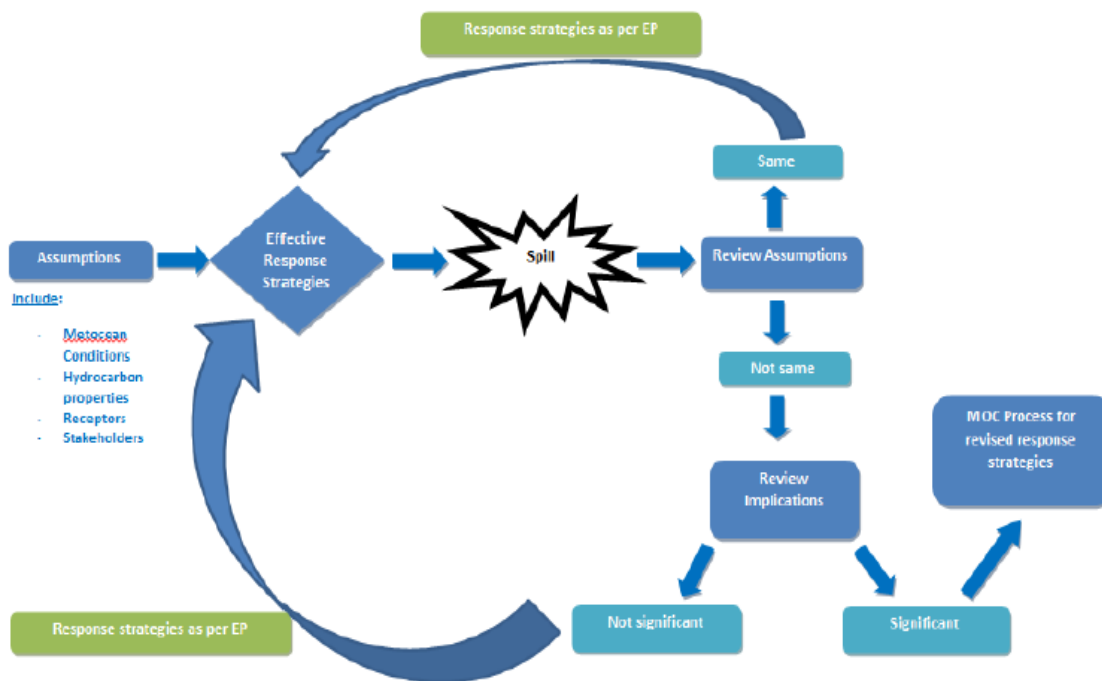 Response strategies as per EP
Same
Assumptions
Effective
Response
Strategies
Spill
Review Assumptions
Include:
- Metocean
Conditions
- Hydrocarbon
properties
- Receptors
- Stakeholders
Not same
MOC Process for
revised response
strategies
Review
Implications
Response strategies as per EP
Not significant
Significant